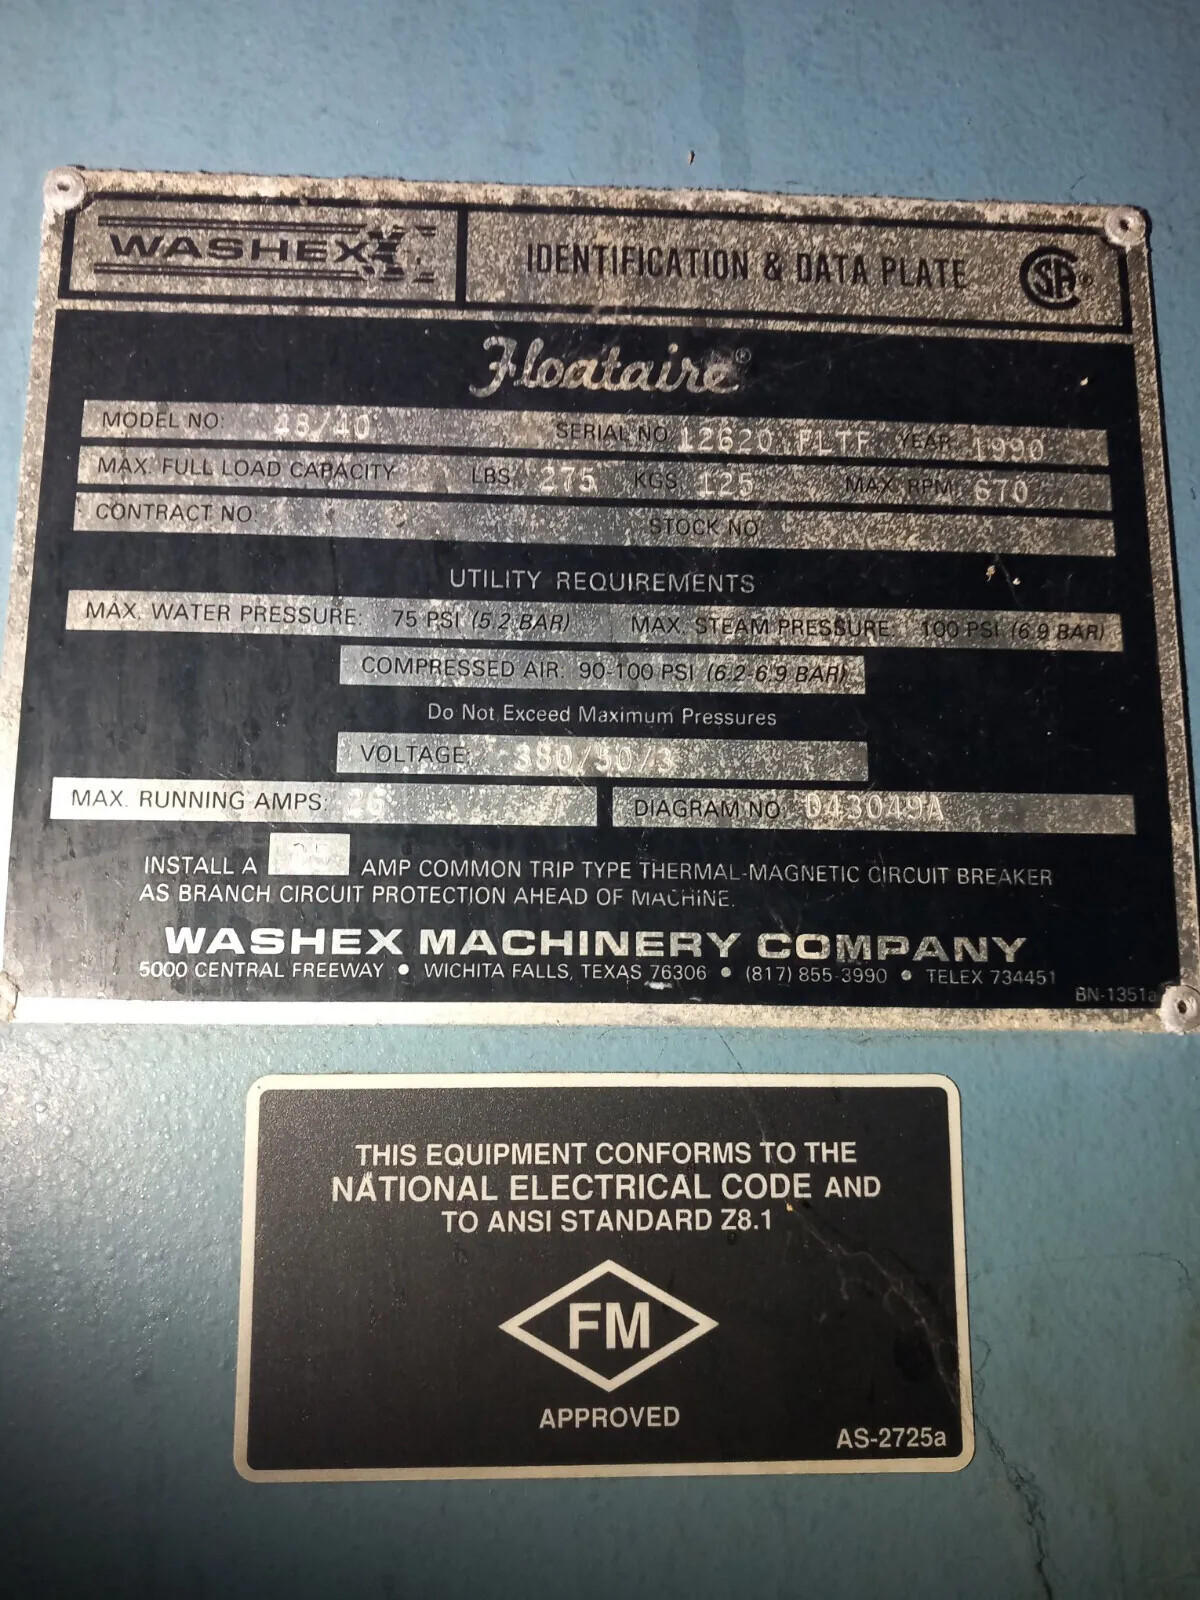 WASHEX
IDENTIFICATION & DATA PLATE
CSA ®
Floataire®
MODEL NO: 48/40 SERIAL NO 12620 FLTF YEAR 1990
MAX. FULL LOAD CAPACITY LBS 275 KGS 125 MAX. RPM 670
CONTRACT NO: STOCK NO
UTILITY REQUIREMENTS
MAX. WATER PRESSURE: 75 PSI (5.2 BAR) MAX. STEAM PRESSURE: 100 PSI (6.9 BAR)
COMPRESSED AIR: 90-100 PSI (6.2-6.9 BAR)
Do Not Exceed Maximum Pressures
VOLTAGE: 380/50/3
MAX. RUNNING AMPS: DIAGRAM NO. D43049A
INSTALL A AMP COMMON TRIP TYPE THERMAL-MAGNETIC CIRCUIT BREAKER
AS BRANCH CIRCUIT PROTECTION AHEAD OF MACHINE.
WASHEX MACHINERY COMPANY
5000 CENTRAL FREEWAY • WICHITA FALLS, TEXAS 76306 • (817) 855-3990 • TELEX 734451
BN-1351a
THIS EQUIPMENT CONFORMS TO THE
NATIONAL ELECTRICAL CODE AND
TO ANSI STANDARD Z8.1
FM
APPROVED
AS-2725a